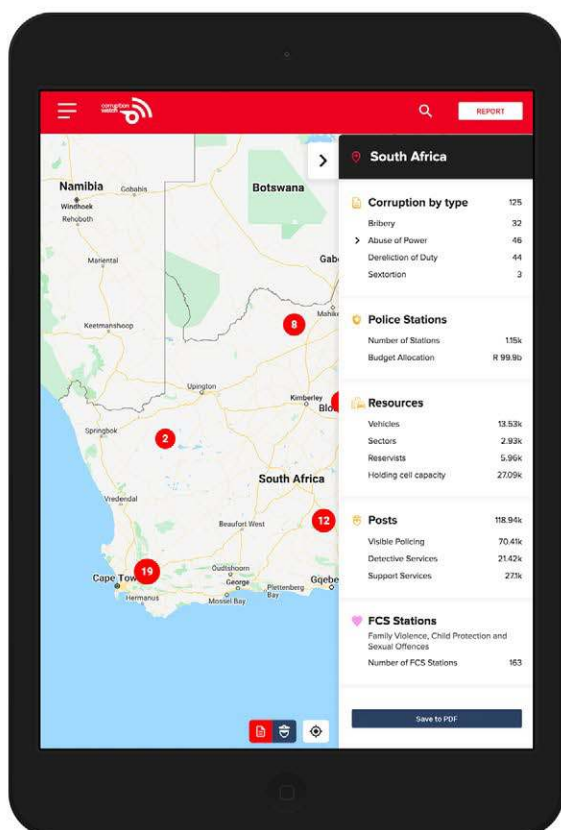 corruption
watch
REPORT
South Africa
Corruption by type 125
Bribery 32
Abuse of Power 46
Dereliction of Duty 44
Sextortion 3
Police Stations
Number of Stations 1.15k
Budget Allocation R 99.9b
Resources
Vehicles 13.53k
Sectors 2.93k
Reservists 5.96k
Holding cell capacity 27.09k
Posts 118.94k
Visible Policing 70.41k
Detective Services 21.42k
Support Services 27.1k
FCS Stations
Family Violence, Child Protection and
Sexual Offences
Number of FCS Stations 163
Save to PDF
Namibia
Gobabis
Botswana
Windhoek
Rehoboth
Mariental
Gab
8
Mahik
Keetmanshoop
Upington
Kimberley
Blo
2
Springbok
South Africa
Vredendal
12
Beaufort West
19
Cape Tow
Oudtshoorn
George
Plettenberg
Bay
Gqebe
Hermanus
Mossel Bay